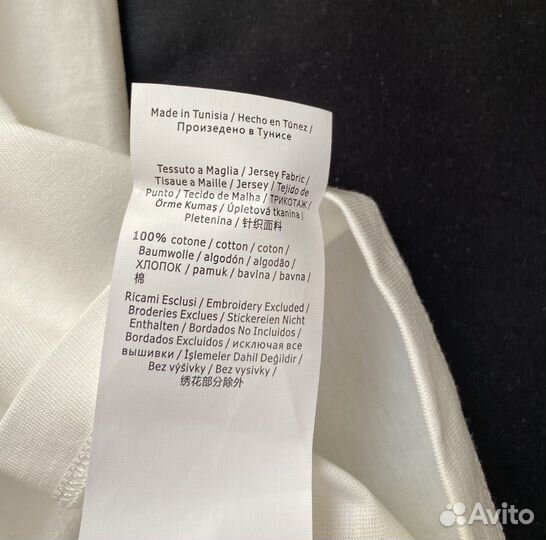 Made in Tunisia / Hecho en Túnez /
Произведено в Тунисе
Tessuto a Maglia / Jersey Fabric /
Tisaue a Maille / Jersey / Tejido de
Punto / Tecido de Malha / ТРИКОТАЖ /
Örme Kumaş / Úpletová tkanina |
Pletenina / 针织面料
100% cotone / cotton / coton /
Baumwolle / algodón / algodão /
ХЛОПОК / pamuk / bavlna / bavna /
棉
Ricami Esclusi / Embroidery Excluded /
Broderies Exclues / Stickereien Nicht
Enthalten / Bordados No Incluidos /
Bordados Excluidos / исключая все
вышивки / İşlemeler Dahil Değildir /
Bez výšivky / Bez vysivky /
绣花部分除外
Avito